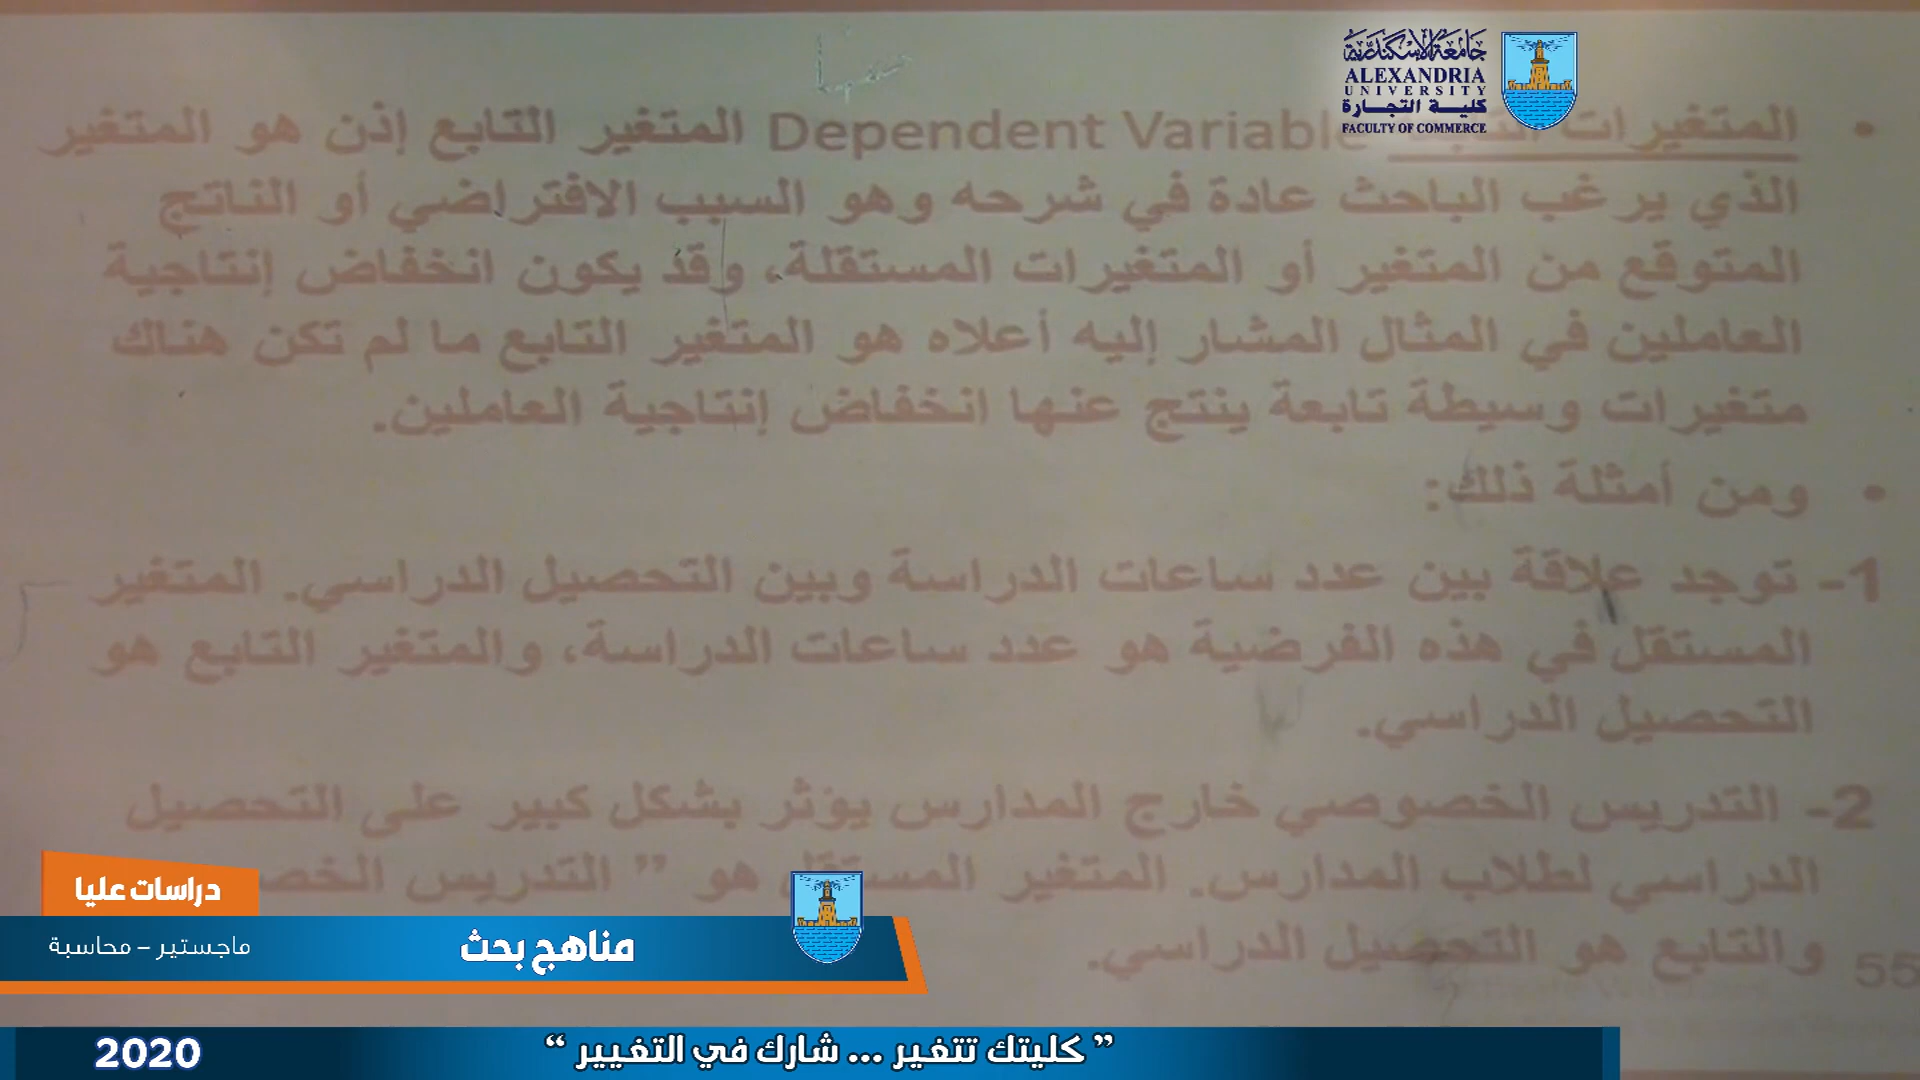 جامعة الإسكندرية
ALEXANDRIA
UNIVERSITY
كلية التجارة
FACULTY OF COMMERCE
• المتغيرات Dependent Variable المتغير التابع إذن هو المتغير
الذي يرغب الباحث عادة في شرحه وهو السبب الافتراضي أو الناتج
المتوقع من المتغير أو المتغيرات المستقلة، وقد يكون انخفاض إنتاجية
العاملين في المثال المشار إليه أعلاه هو المتغير التابع ما لم تكن هناك
متغيرات وسيطة تابعة ينتج عنها انخفاض إنتاجية العاملين.
• ومن أمثلة ذلك:
1- توجد علاقة بين عدد ساعات الدراسة وبين التحصيل الدراسي. المتغير
المستقل في هذه الفرضية هو عدد ساعات الدراسة، والمتغير التابع هو
التحصيل الدراسي.
2- التدريس الخصوصي خارج المدارس يؤثر بشكل كبير على التحصيل
الدراسي لطلاب المدارس. المتغير المستقل هو ” التدريس
والتابع هو التحصيل الدراسي.
55
دراسات عليا
مناهج بحث
ماجستير – محاسبة
” كليتك تتغير ... شارك في التغيير “
2020